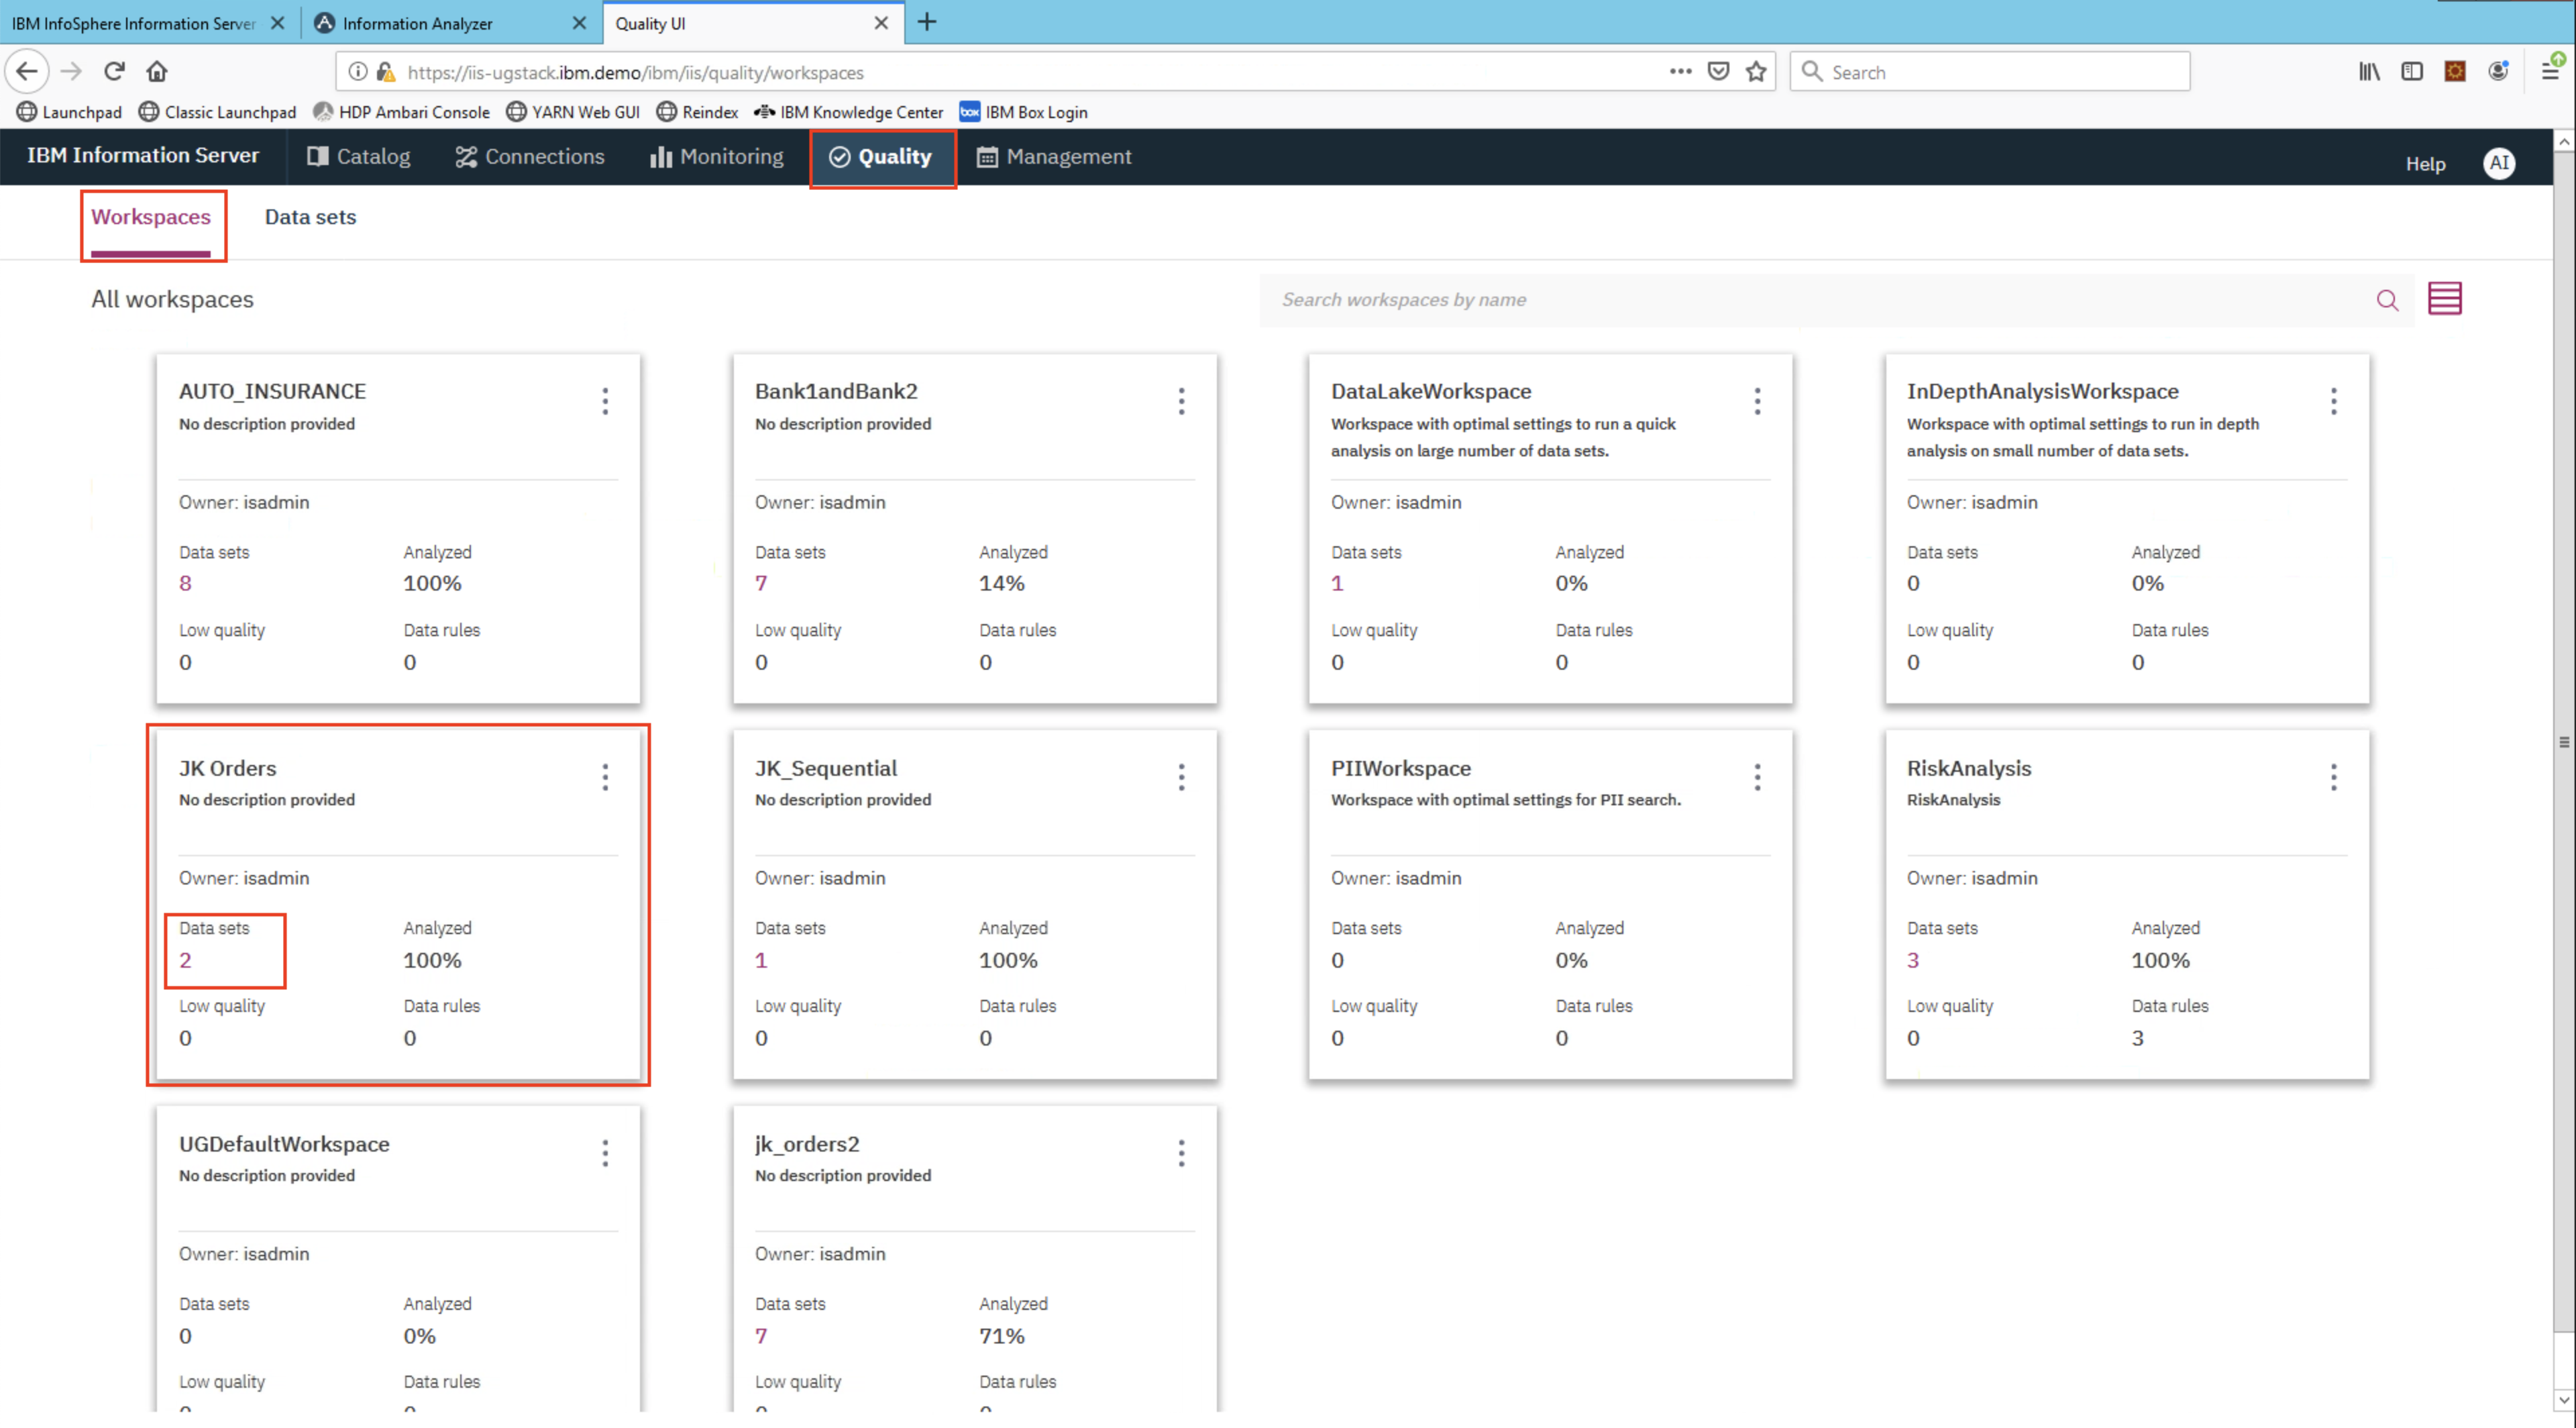 IBM InfoSphere Information Server
Information Analyzer
Quality UI
https://iis-ugstack.ibm.demo/ibm/iis/quality/workspaces
Search
Launchpad
Classic Launchpad
HDP Ambari Console
YARN Web GUI
Reindex
IBM Knowledge Center
box
IBM Box Login
IBM Information Server
Catalog
Connections
Monitoring
Quality
Management
Help
AI
Workspaces
Data sets
All workspaces
Search workspaces by name
AUTO_INSURANCE
No description provided
Owner: isadmin
Data sets Analyzed
8 100%
Low quality Data rules
0 0
Bank1andBank2
No description provided
Owner: isadmin
Data sets Analyzed
7 14%
Low quality Data rules
0 0
DataLakeWorkspace
Workspace with optimal settings to run a quick
analysis on large number of data sets.
Owner: isadmin
Data sets Analyzed
1 0%
Low quality Data rules
0 0
InDepthAnalysisWorkspace
Workspace with optimal settings to run in depth
analysis on small number of data sets.
Owner: isadmin
Data sets Analyzed
0 0%
Low quality Data rules
0 0
JK Orders
No description provided
Owner: isadmin
Data sets Analyzed
2 100%
Low quality Data rules
0 0
JK_Sequential
No description provided
Owner: isadmin
Data sets Analyzed
1 100%
Low quality Data rules
0 0
PIIWorkspace
Workspace with optimal settings for PII search.
Owner: isadmin
Data sets Analyzed
0 0%
Low quality Data rules
0 0
RiskAnalysis
RiskAnalysis
Owner: isadmin
Data sets Analyzed
3 100%
Low quality Data rules
0 3
UGDefaultWorkspace
No description provided
Owner: isadmin
Data sets Analyzed
0 0%
Low quality Data rules
jk_orders2
No description provided
Owner: isadmin
Data sets Analyzed
7 71%
Low quality Data rules